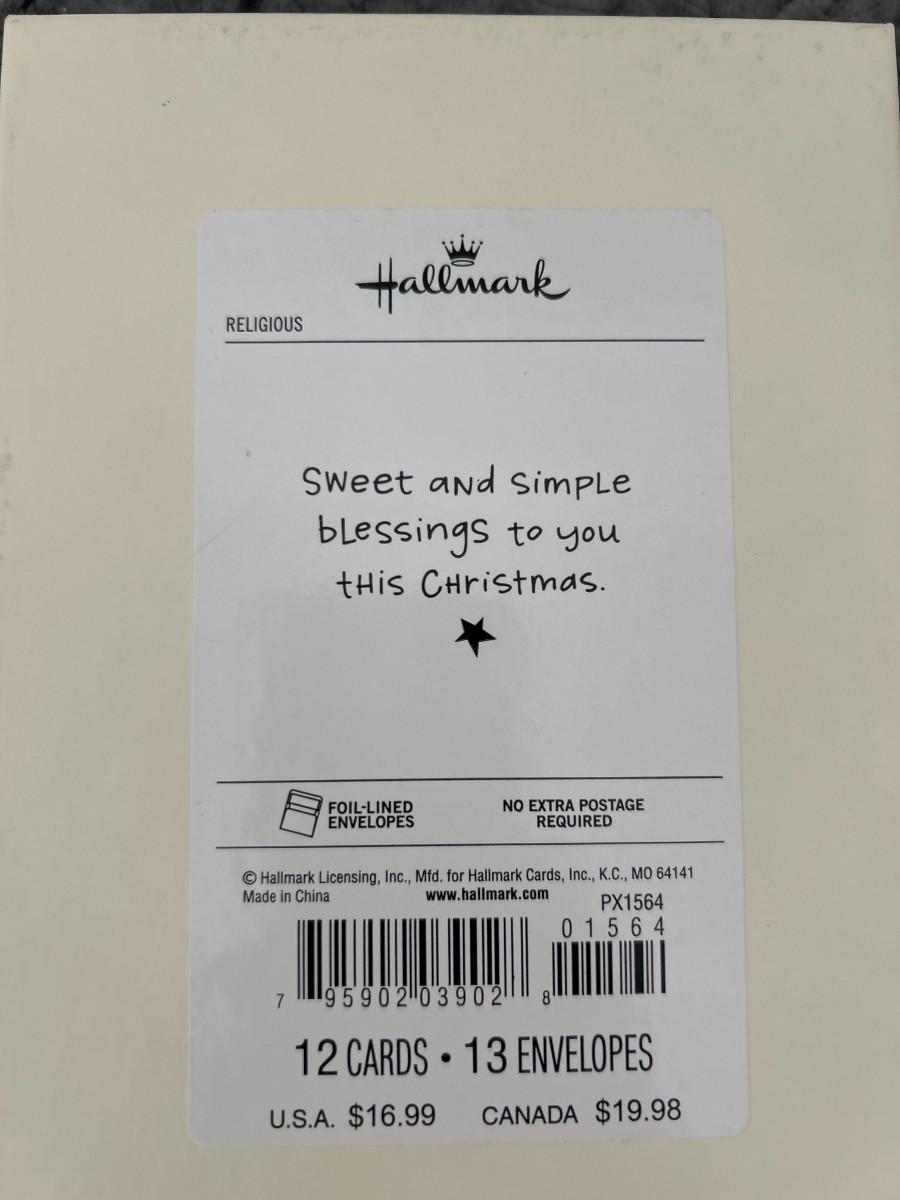 Hallmark
RELIGIOUS
Sweet and simple
blessings to you
this Christmas.
FOIL-LINED
ENVELOPES
NO EXTRA POSTAGE
REQUIRED
© Hallmark Licensing, Inc., Mfd. for Hallmark Cards, Inc., K.C., MO 64141
Made in China www.hallmark.com
PX1564
01564
7 95902 03902 8
12 CARDS • 13 ENVELOPES
U.S.A. $16.99 CANADA $19.98